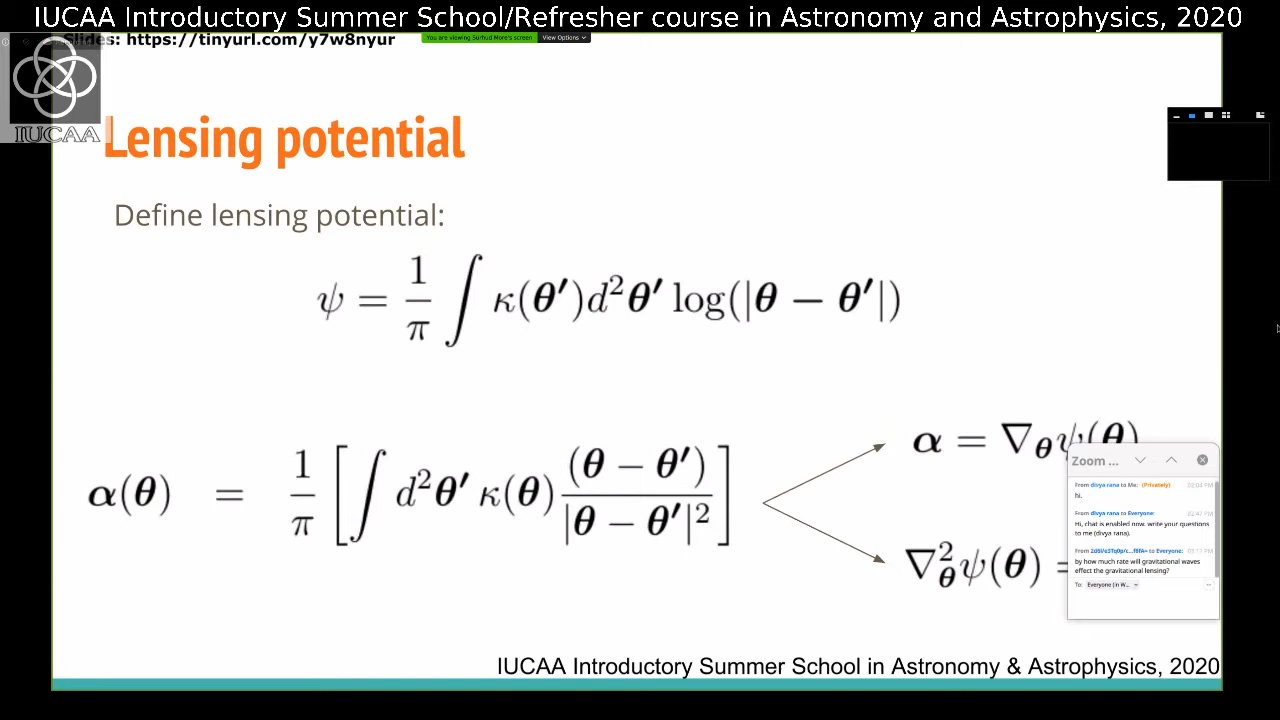 IUCAA Introductory Summer School/Refresher course in Astronomy and Astrophysics, 2020
Slides: https://tinyurl.com/y7w8nyur
You are viewing Surhud More's screen
View Options
IUCAA
Lensing potential
Define lensing potential:
ψ = 1/π ∫ κ(θ′)d²θ′ log(|θ − θ′|)
α(θ) = 1/π [∫ d²θ′ κ(θ) (θ − θ′)/|θ − θ′|²]
α = ∇θψ(θ)
∇²θψ(θ) =
Zoom ...
From divya rana to Me: (Privately)
hi.
From divya rana to Everyone:
Hi, chat is enabled now. write your questions
to me (divya rana).
to Everyone:
by how much rate will gravitational waves
effect the gravitational lensing?
To: Everyone (in W...
IUCAA Introductory Summer School in Astronomy & Astrophysics, 2020